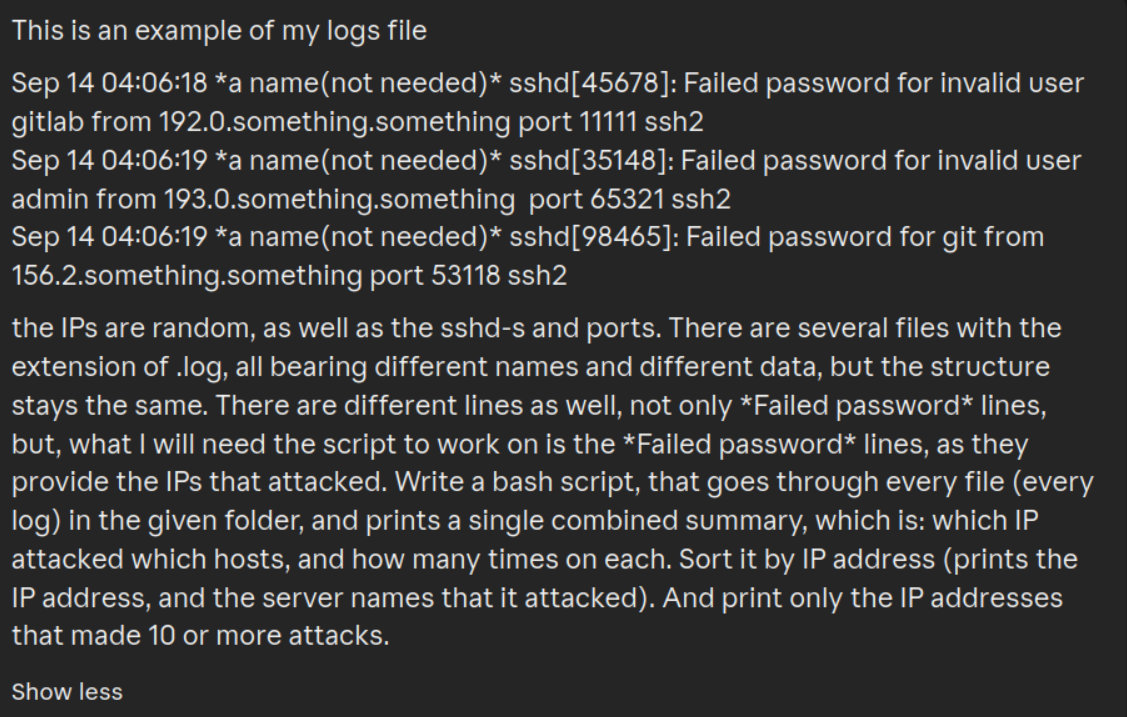 This is an example of my logs file
Sep 14 04:06:18 *a name(not needed)* sshd[45678]: Failed password for invalid user
gitlab from 192.0.something.something port 11111 ssh2
Sep 14 04:06:19 *a name(not needed)* sshd[35148]: Failed password for invalid user
admin from 193.0.something.something  port 65321 ssh2
Sep 14 04:06:19 *a name(not needed)* sshd[98465]: Failed password for git from
156.2.something.something port 53118 ssh2
the IPs are random, as well as the sshd-s and ports. There are several files with the
extension of .log, all bearing different names and different data, but the structure
stays the same. There are different lines as well, not only *Failed password* lines,
but, what I will need the script to work on is the *Failed password* lines, as they
provide the IPs that attacked. Write a bash script, that goes through every file (every
log) in the given folder, and prints a single combined summary, which is: which IP
attacked which hosts, and how many times on each. Sort it by IP address (prints the
IP address, and the server names that it attacked). And print only the IP addresses
that made 10 or more attacks.
Show less